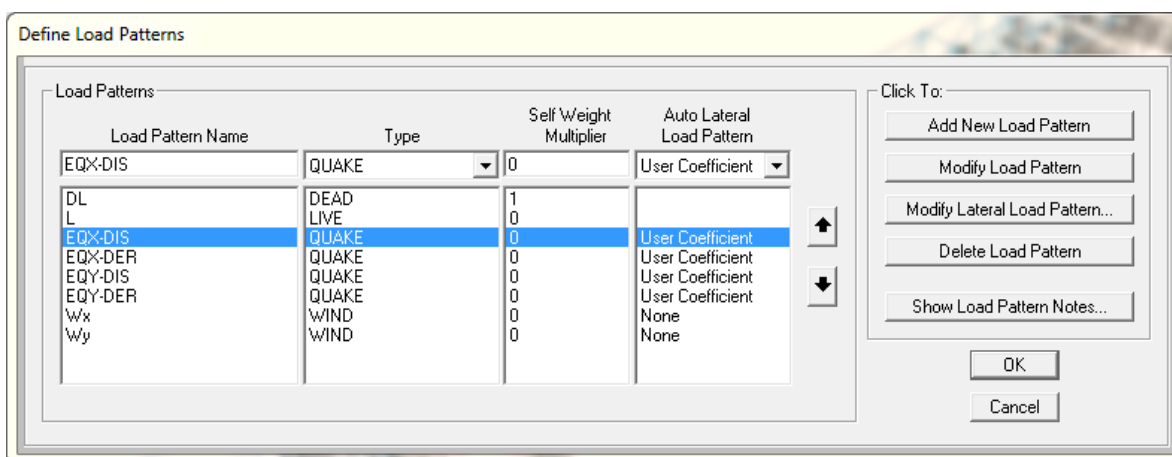 Define Load Patterns
Load Patterns
Click To:
Load Pattern Name Type Self Weight Multiplier Auto Lateral Load Pattern
EQX-DIS QUAKE 0 User Coefficient
DL DEAD 1
L LIVE 0
EQX-DIS QUAKE 0 User Coefficient
EQX-DER QUAKE 0 User Coefficient
EQY-DIS QUAKE 0 User Coefficient
EQY-DER QUAKE 0 User Coefficient
Wx WIND 0 None
Wy WIND 0 None
Add New Load Pattern
Modify Load Pattern
Modify Lateral Load Pattern...
Delete Load Pattern
Show Load Pattern Notes...
OK
Cancel